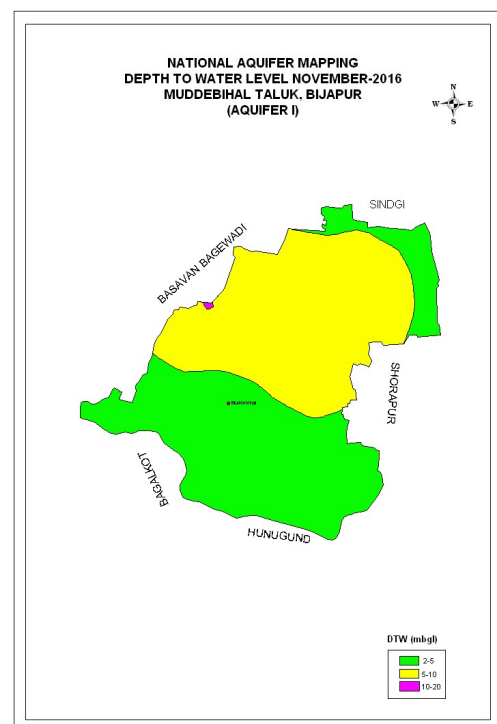 NATIONAL AQUIFER MAPPING
DEPTH TO WATER LEVEL NOVEMBER-2016
MUDDEBIHAL TALUK, BIJAPUR
(AQUIFER I)
N
W E
S
SINDGI
BASAVAN BAGEWADI
SHORAPUR
BAGALKOT
HUNUGUND
DTW (mbgl)
2-5
5-10
10-20